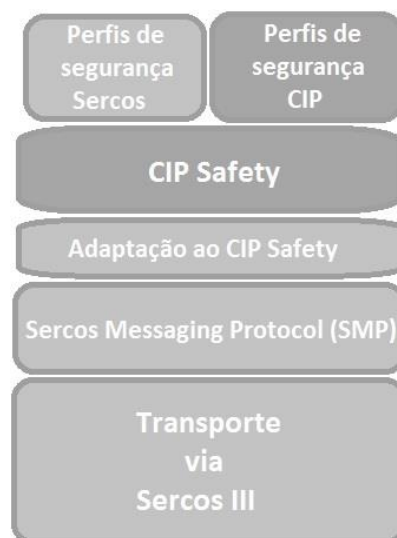 Perfis de
segurança
Sercos
Perfis de
segurança
CIP
CIP Safety
Adaptação ao CIP Safety
Sercos Messaging Protocol (SMP)
Transporte
via
Sercos III